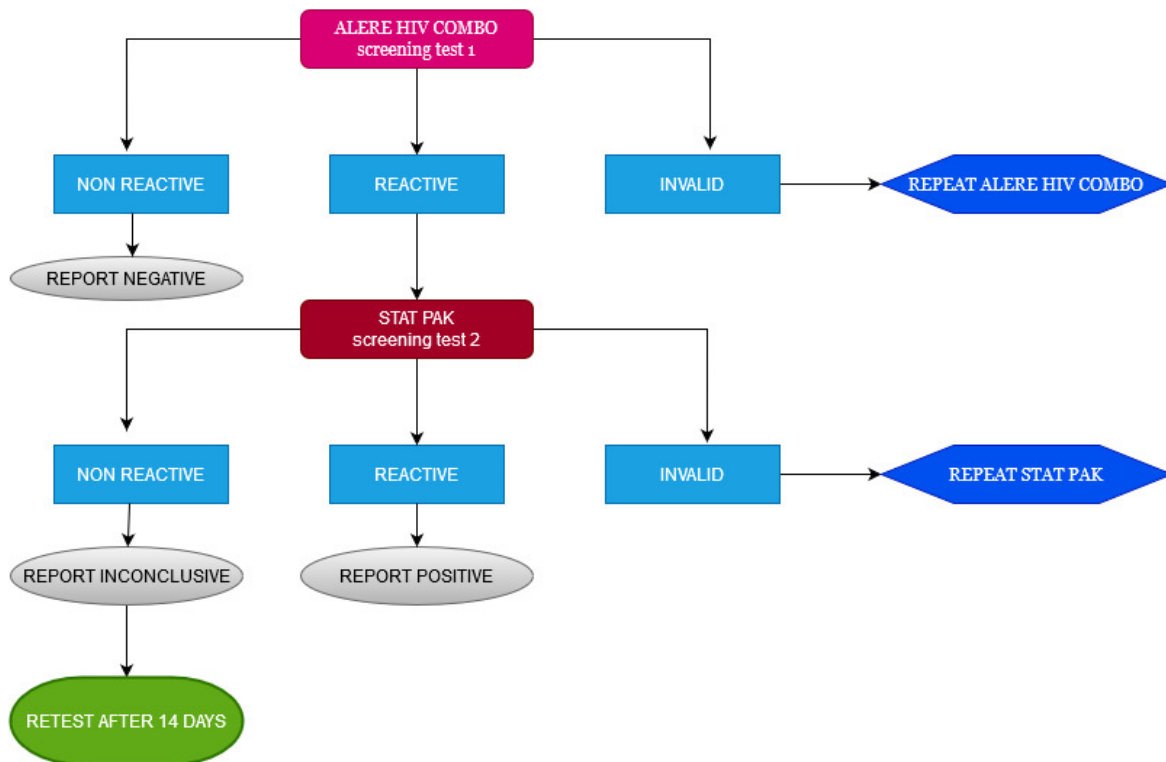 ALERE HIV COMBO
screening test 1
NON REACTIVE
REACTIVE
INVALID
REPEAT ALERE HIV COMBO
REPORT NEGATIVE
STAT PAK
screening test 2
NON REACTIVE
REACTIVE
INVALID
REPEAT STAT PAK
REPORT INCONCLUSIVE
REPORT POSITIVE
RETEST AFTER 14 DAYS